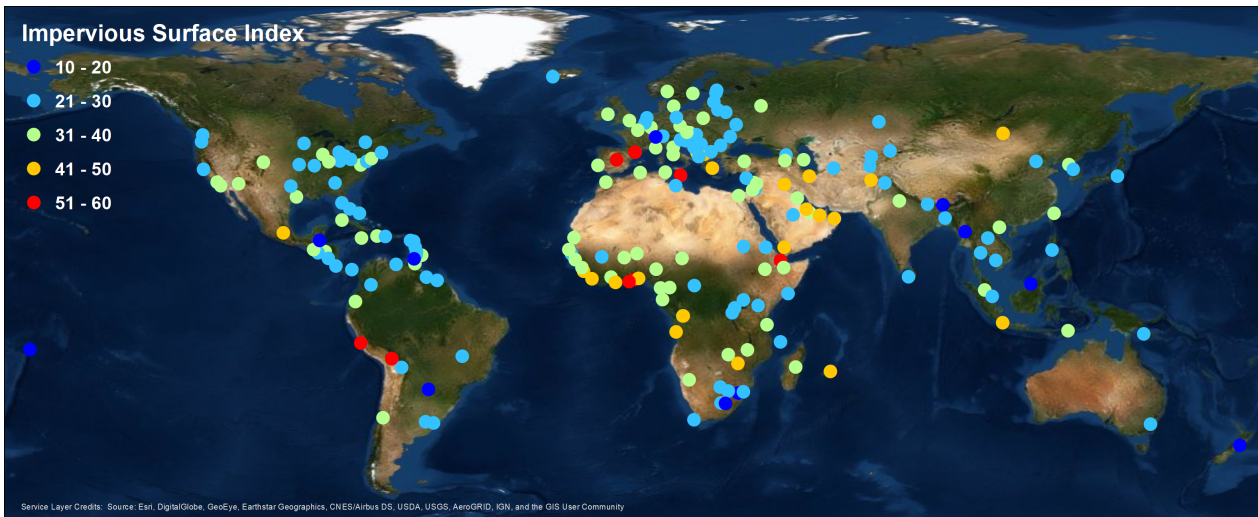 Impervious Surface Index
10 - 20
21 - 30
31 - 40
41 - 50
51 - 60
Service Layer Credits: Source: Esri, DigitalGlobe, GeoEye, Earthstar Geographics, CNES/Airbus DS, USDA, USGS, AeroGRID, IGN, and the GIS User Community